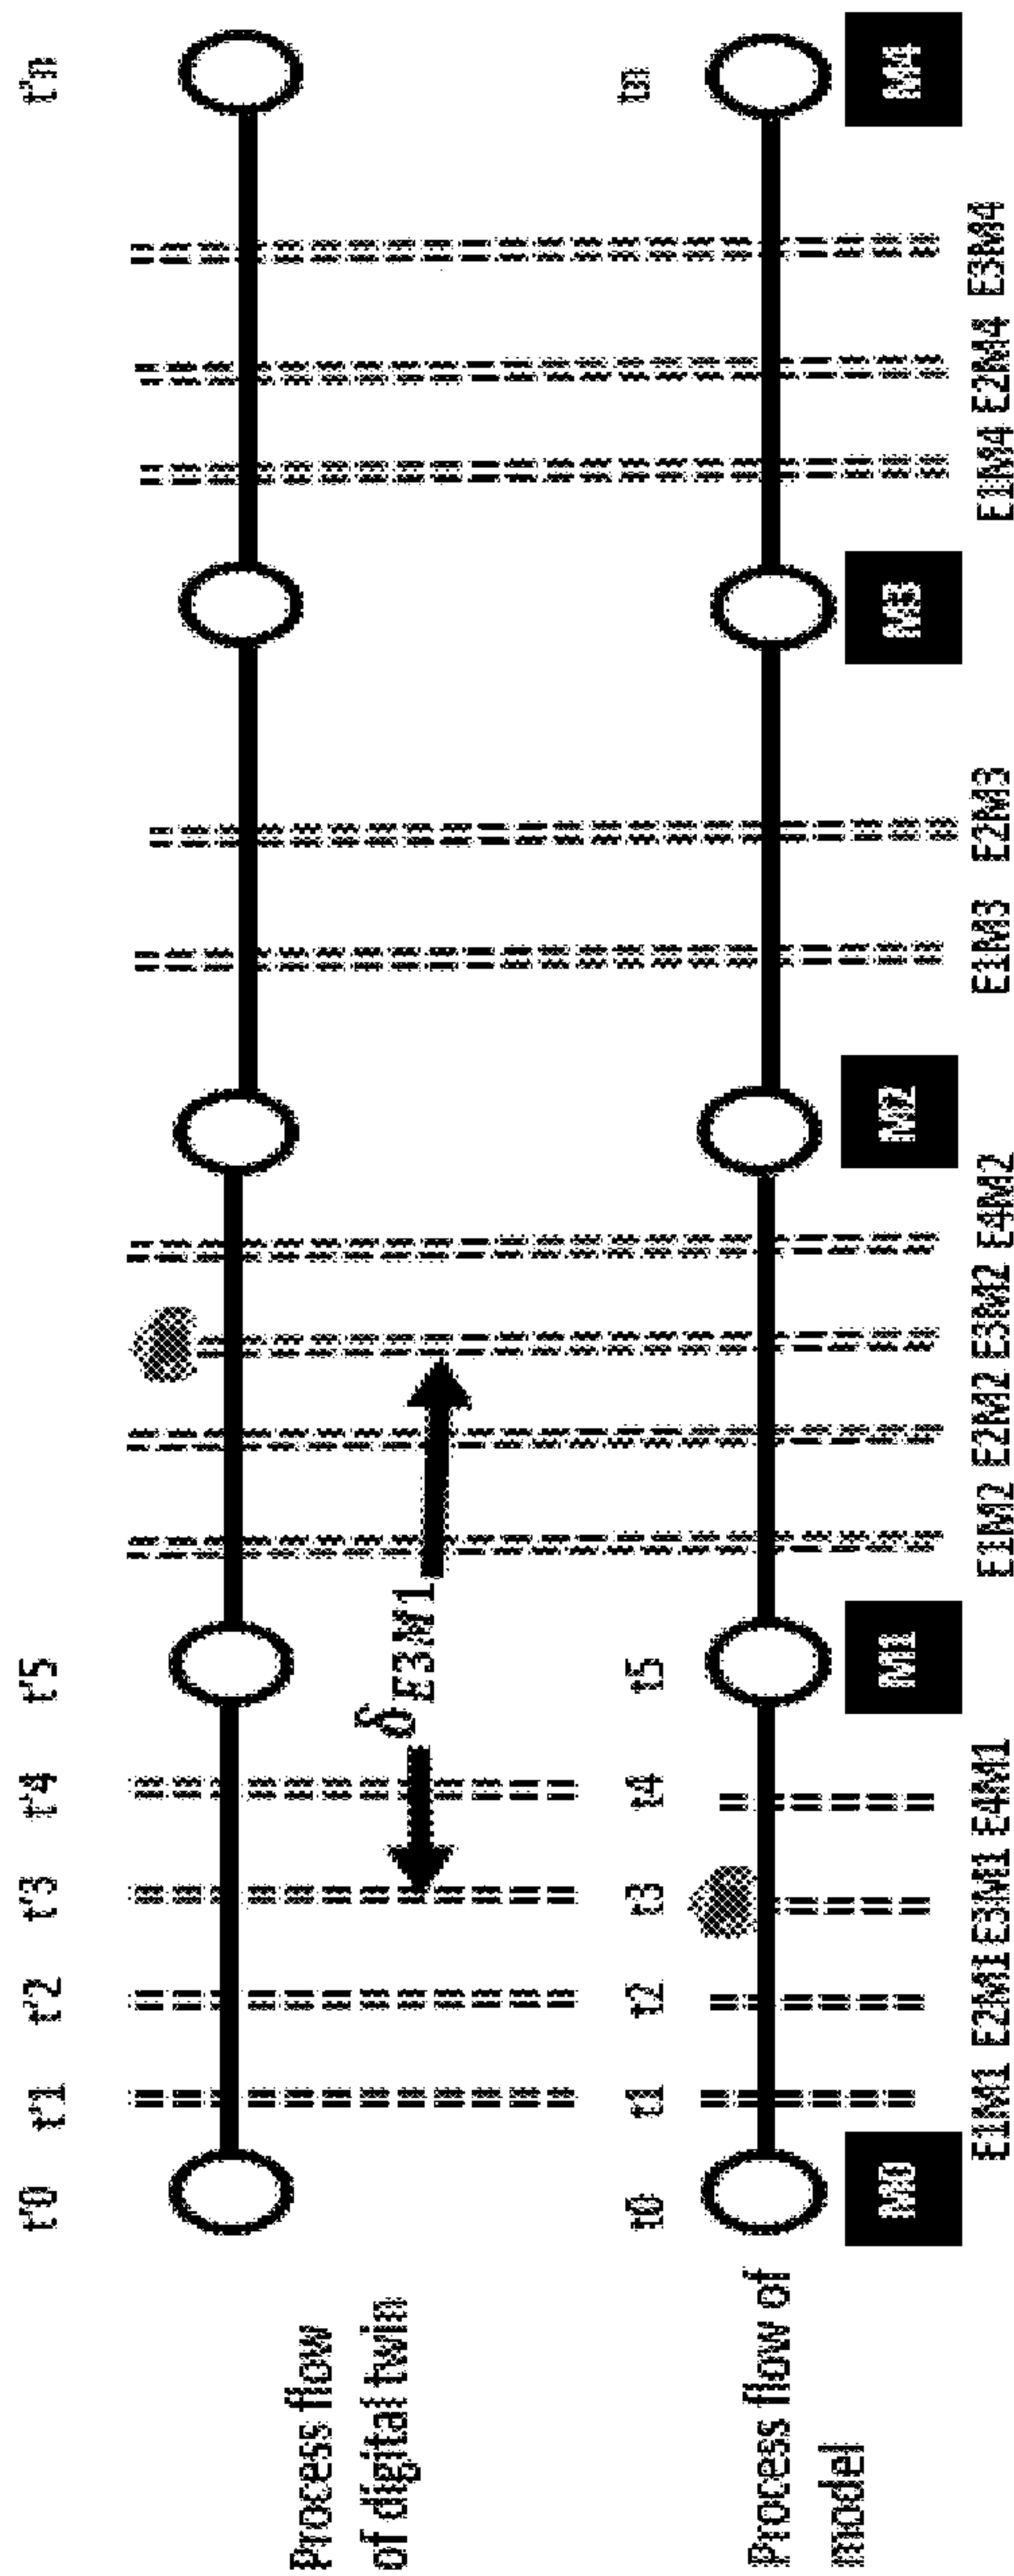 t'0 t'1 t'2 t'3 t'4 t'5 t'n
Process flow
of digital twin
δE3M1
t0 t1 t2 t3 t4 t5 tn
Process flow of
model
M0 M1 M2 M3 M4
E1M1 E2M1 E3M1 E4M1 E1M2 E2M2 E3M2 E4M2 E1M3 E2M3 E1M4 E2M4 E3M4